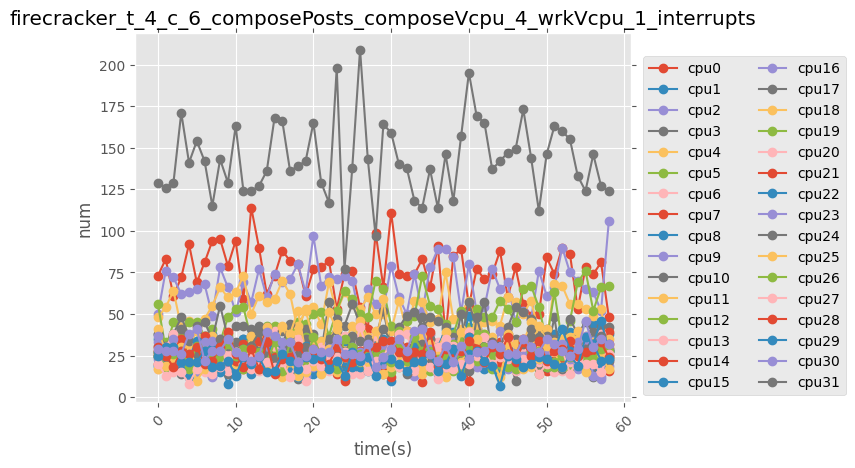 firecracker_t_4_c_6_composePosts_composeVcpu_4_wrkVcpu_1_interrupts
200
175
150
125
100
75
50
25
0
num
0
10
20
30
40
50
60
time(s)
cpu0
cpu1
cpu2
cpu3
cpu4
cpu5
cpu6
cpu7
cpu8
cpu9
cpu10
cpu11
cpu12
cpu13
cpu14
cpu15
cpu16
cpu17
cpu18
cpu19
cpu20
cpu21
cpu22
cpu23
cpu24
cpu25
cpu26
cpu27
cpu28
cpu29
cpu30
cpu31